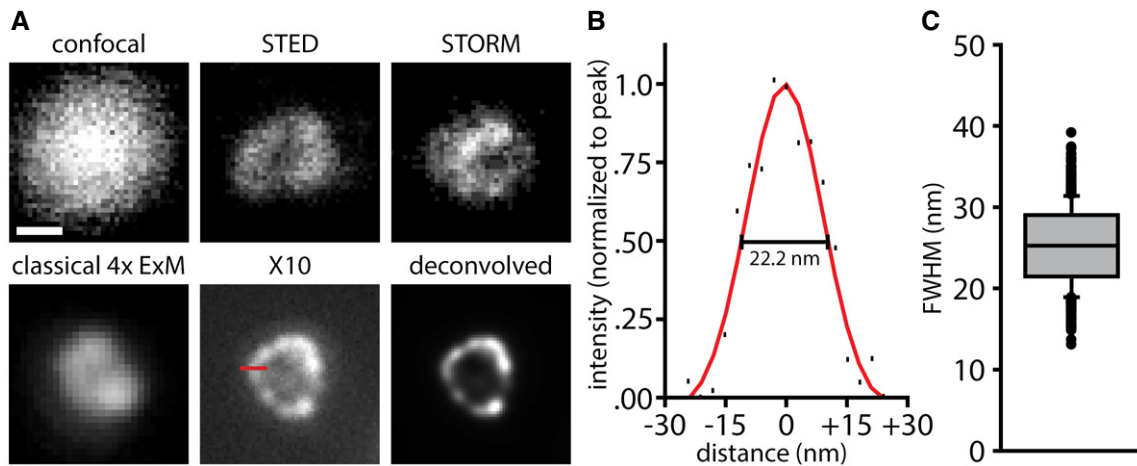 A
confocal
STED
STORM
classical 4x ExM
X10
deconvolved
B
intensity (normalized to peak)
1.0
.75
.50
.25
.00
22.2 nm
-30 -15 0 +15 +30
distance (nm)
C
FWHM (nm)
50
40
30
20
10
0